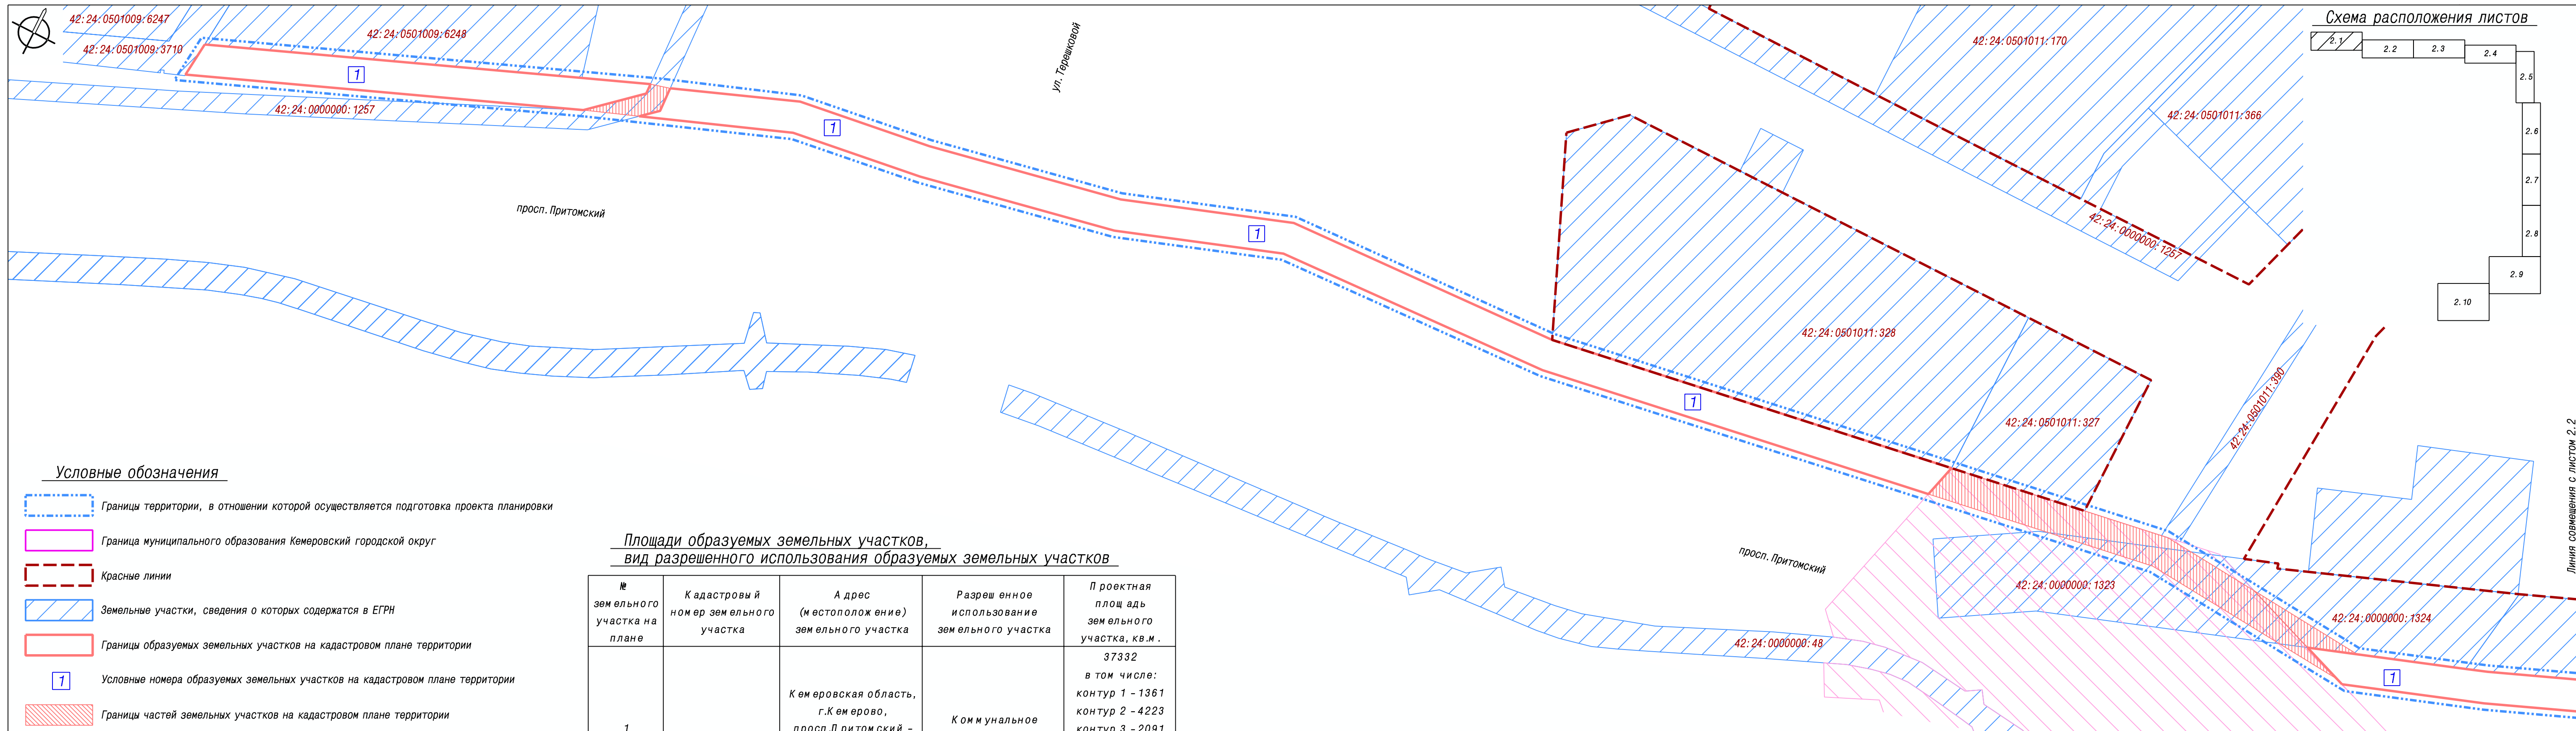 42:24:0501009:6247
42:24:0501009:3710
42:24:0501009:6248
1
42:24:0000000:1257
1
ул.Терешковой
просп.Притомский
1
42:24:0501011:170
42:24:0501011:366
42:24:0000000:1257
42:24:0501011:328
42:24:0501011:327
42:24:0501011:390
1
просп.Притомский
42:24:0000000:1323
42:24:0000000:1324
42:24:0000000:48
1
Линия совмещения с листом 2.2
Схема расположения листов
2.1
2.2
2.3
2.4
2.5
2.6
2.7
2.8
2.9
2.10
Условные обозначения
Границы территории, в отношении которой осуществляется подготовка проекта планировки
Граница муниципального образования Кемеровский городской округ
Красные линии
Земельные участки, сведения о которых содержатся в ЕГРН
Границы образуемых земельных участков на кадастровом плане территории
1 Условные номера образуемых земельных участков на кадастровом плане территории
Границы частей земельных участков на кадастровом плане территории
Площади образуемых земельных участков,
вид разрешенного использования образуемых земельных участков
№ земельного участка на плане
Кадастровый номер земельного участка
Адрес (местоположение) земельного участка
Разрешенное использование земельного участка
Проектная площадь земельного участка, кв.м.
1
Кемеровская область,
г.Кемерово,
просп.Притомский -
Коммунальное
37332
в том числе:
контур 1 - 1361
контур 2 - 4223
контур 3 - 2091